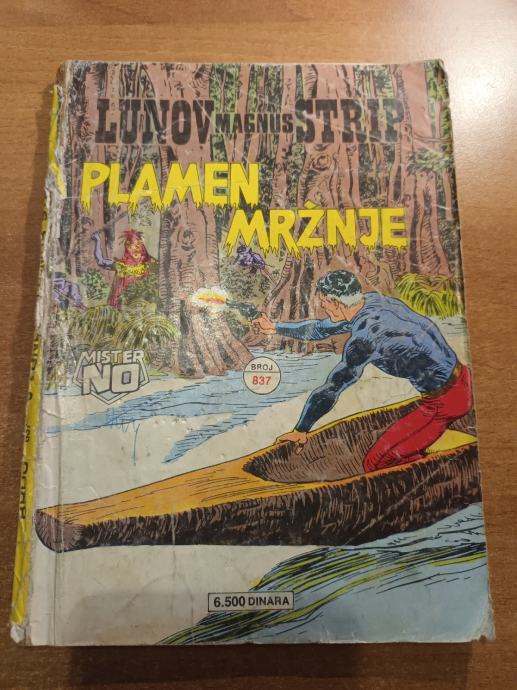 LUNOV MAGNUS STRIP
PLAMEN
MRŽNJE
MISTER
NO
BROJ
837
6.500 DINARA